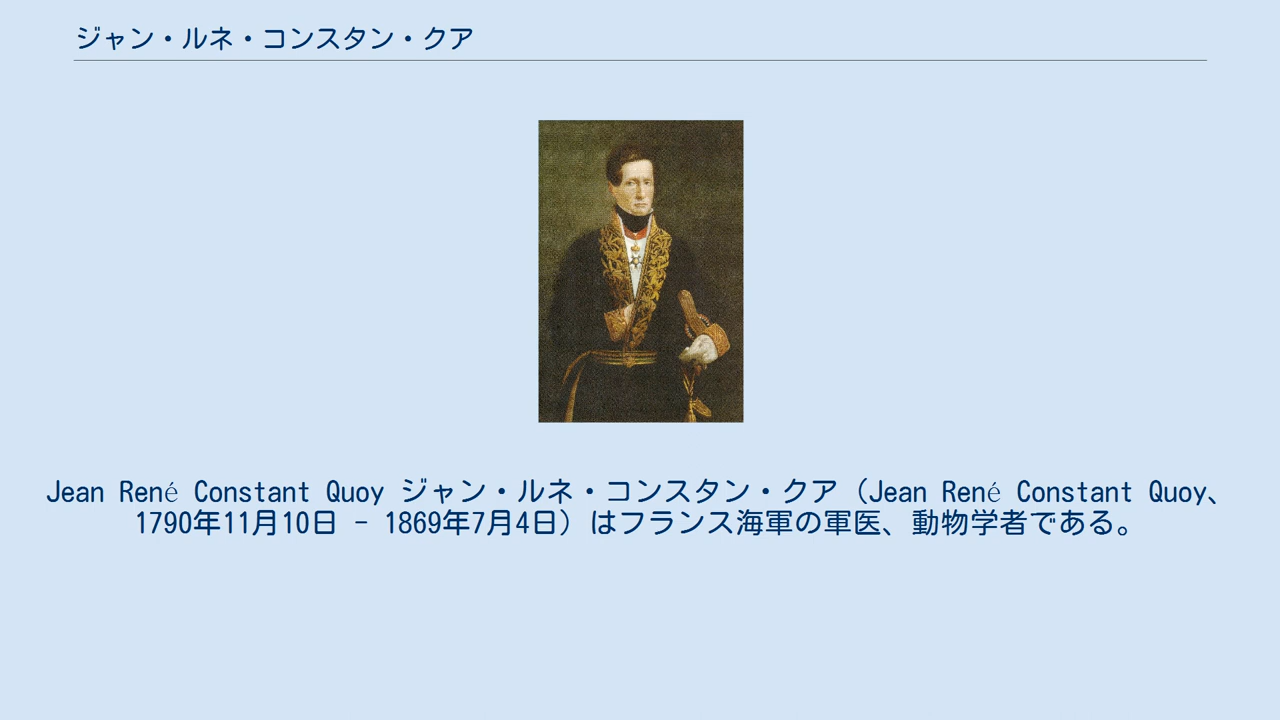 ジャン・ルネ・コンスタン・クア
Jean René Constant Quoy ジャン・ルネ・コンスタン・クア（Jean René Constant Quoy、
1790年11月10日 - 1869年7月4日）はフランス海軍の軍医、動物学者である。